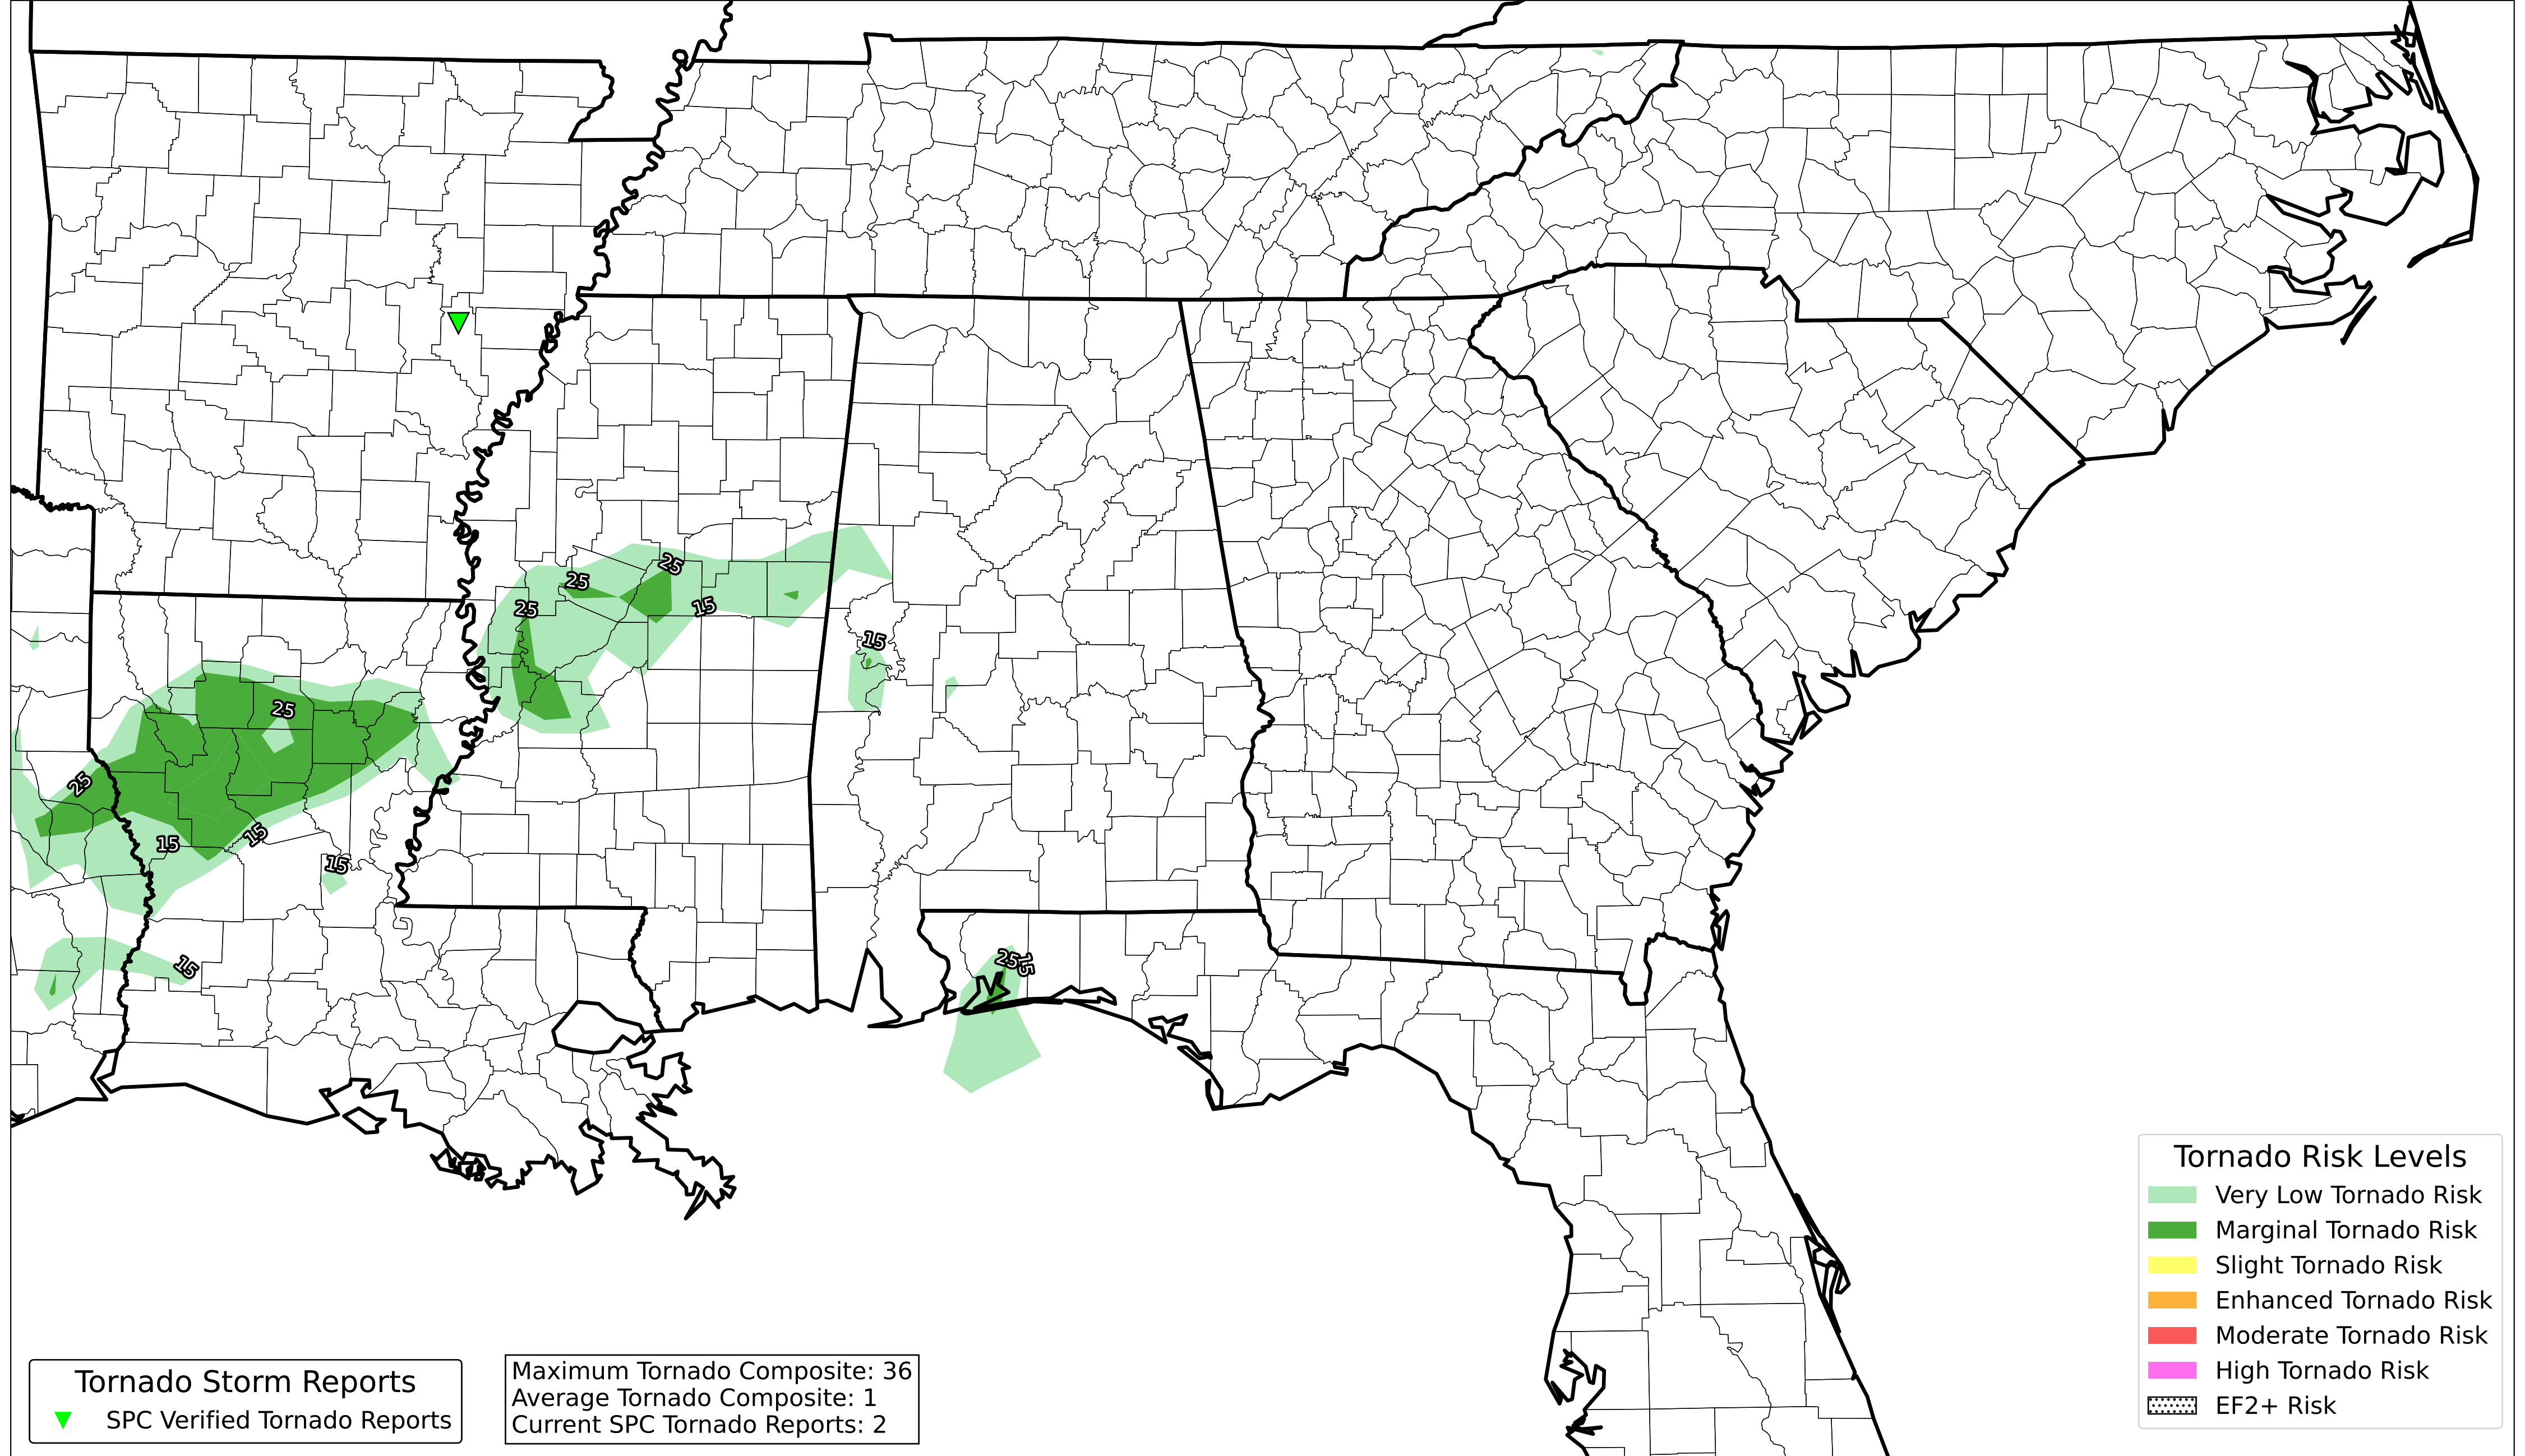 25
25
25
15
15
25
25
15
15
15
15
25
15
Tornado Risk Levels
Very Low Tornado Risk
Marginal Tornado Risk
Slight Tornado Risk
Enhanced Tornado Risk
Moderate Tornado Risk
High Tornado Risk
EF2+ Risk
Tornado Storm Reports
SPC Verified Tornado Reports
Maximum Tornado Composite: 36
Average Tornado Composite: 1
Current SPC Tornado Reports: 2